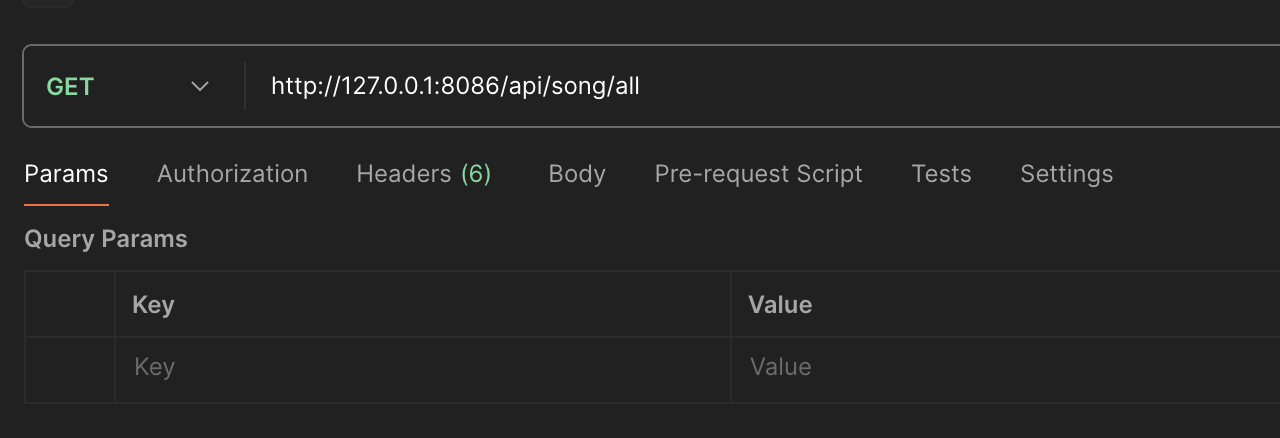 GET http://127.0.0.1:8086/api/song/all
Params Authorization Headers (6) Body Pre-request Script Tests Settings
Query Params
Key Value
Key Value